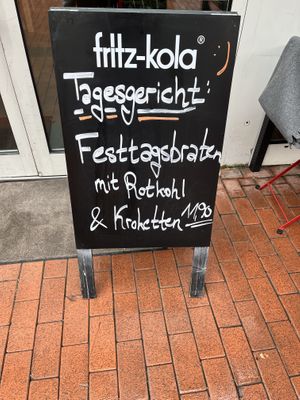 fritz-kola®
Tagesgericht:
Festtagsbraten
mit Rotkohl
& Kroketten 11,90